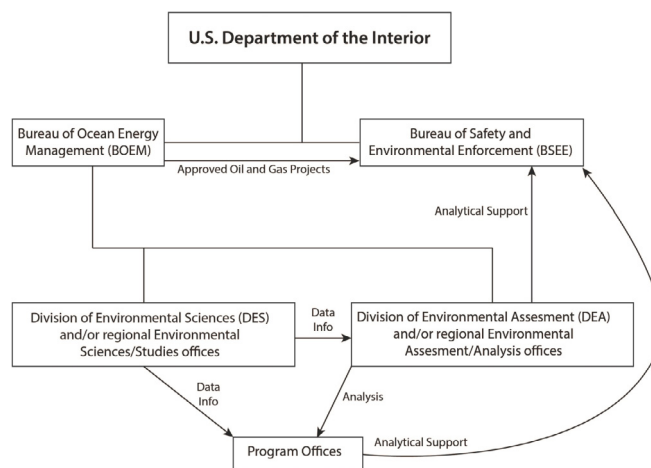 U.S. Department of the Interior
Bureau of Ocean Energy
Management (BOEM)
Bureau of Safety and
Environmental Enforcement (BSEE)
Approved Oil and Gas Projects
Analytical Support
Division of Environmental Sciences (DES)
and/or regional Environmental
Sciences/Studies offices
Data
Info
Division of Environmental Assesment (DEA)
and/or regional Environmental
Assesment/Analysis offices
Data
Info
Analysis
Program Offices
Analytical Support